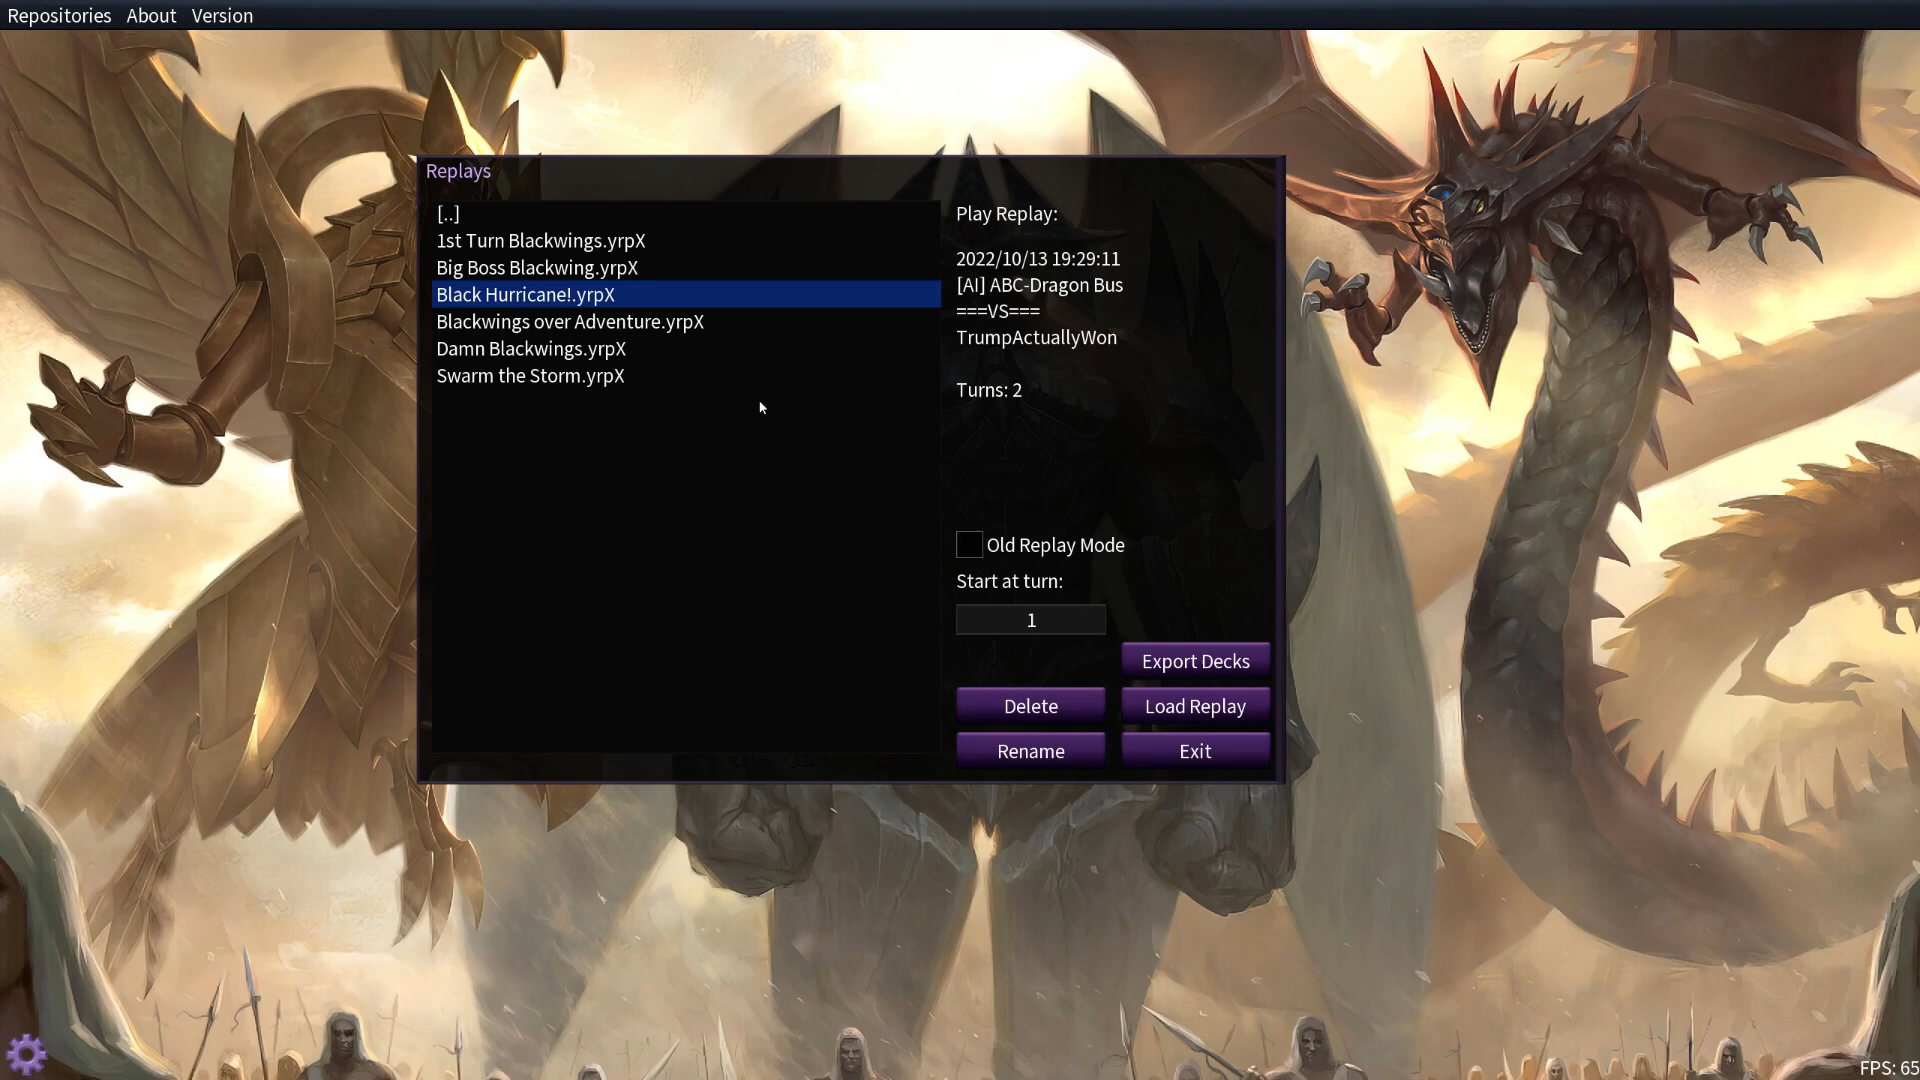 Repositories About Version
Replays
[..]
1st Turn Blackwings.yrpX
Big Boss Blackwing.yrpX
Black Hurricane!.yrpX
Blackwings over Adventure.yrpX
Damn Blackwings.yrpX
Swarm the Storm.yrpX
Play Replay:
2022/10/13 19:29:11
[AI] ABC-Dragon Bus
===VS===
TrumpActuallyWon
Turns: 2
Old Replay Mode
Start at turn:
1
Export Decks
Delete
Load Replay
Rename
Exit
FPS: 65